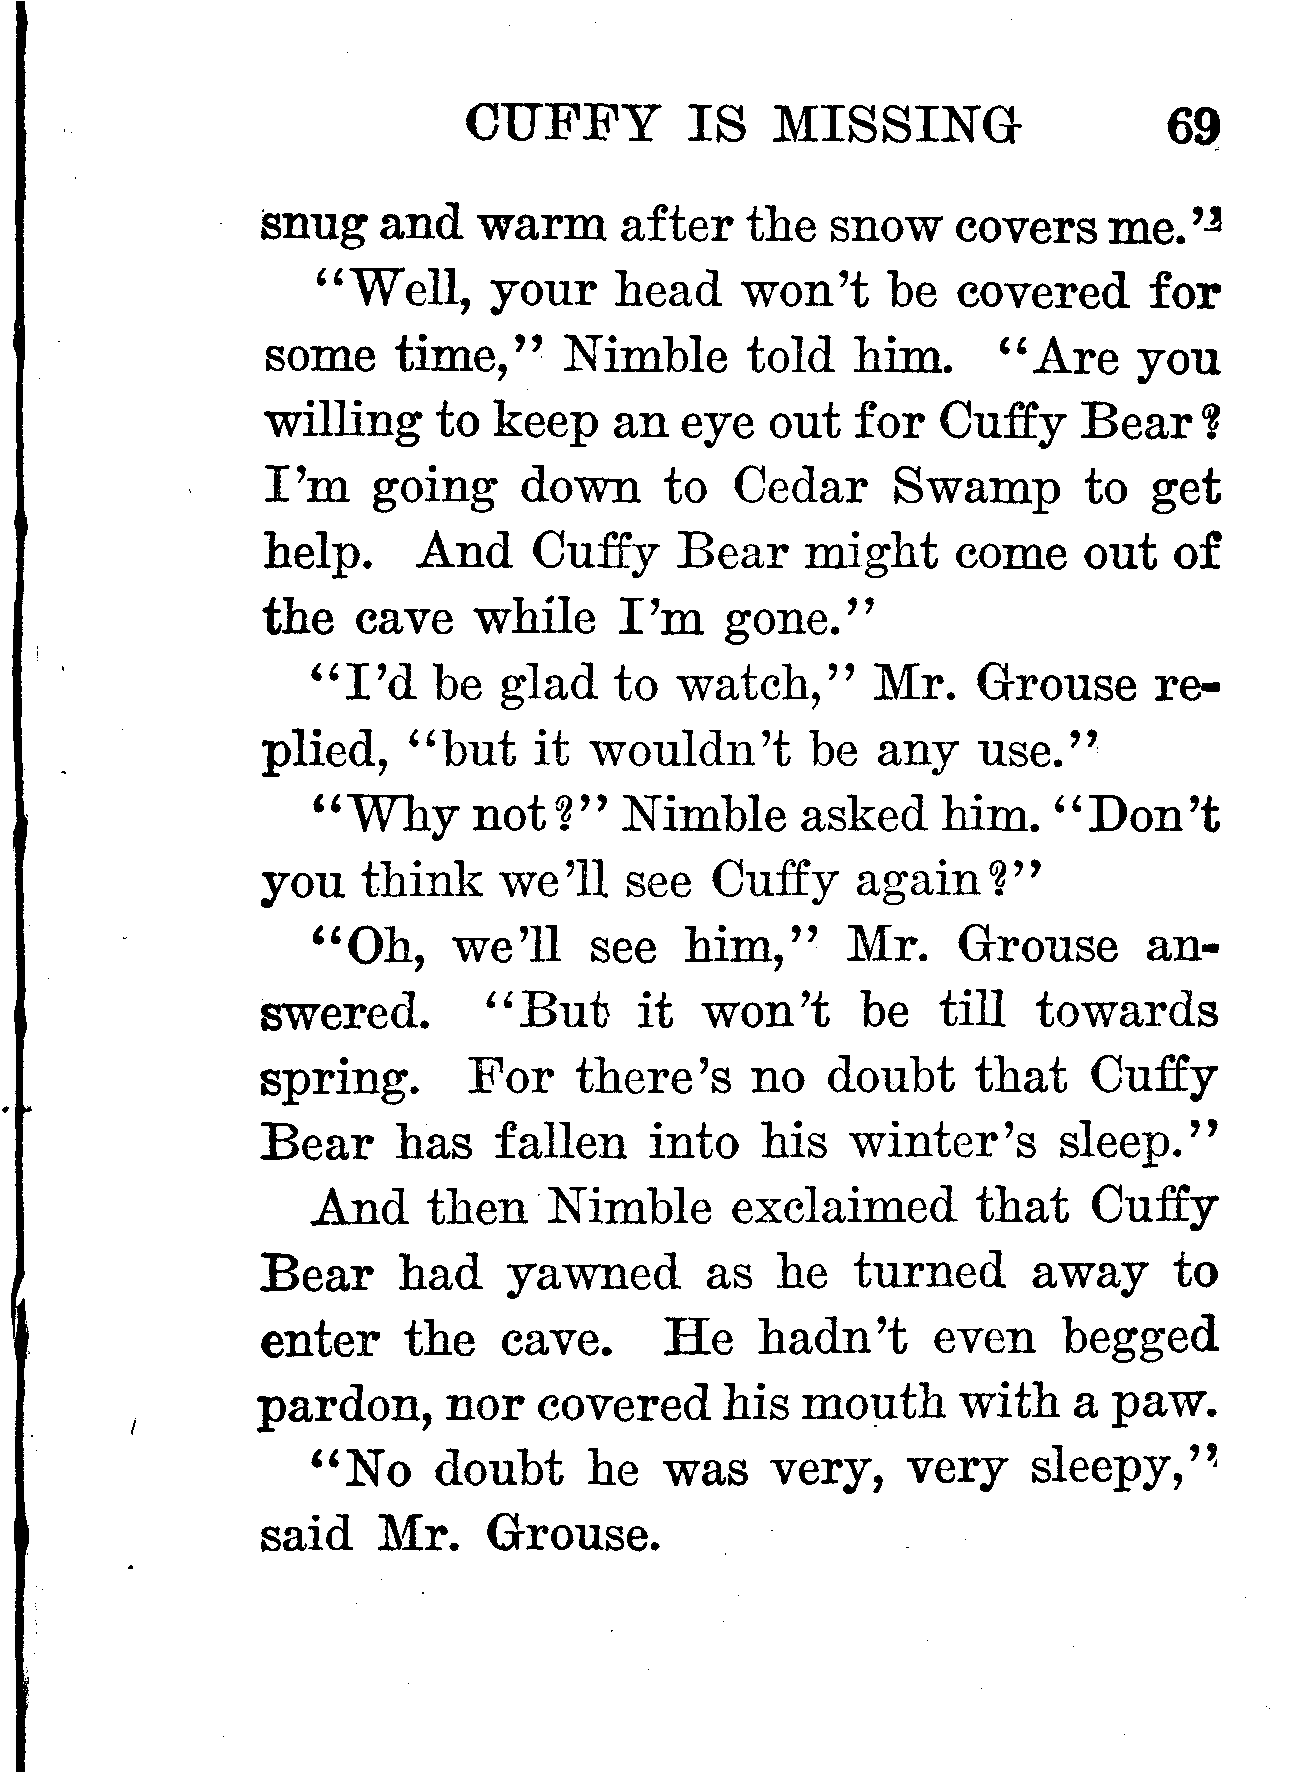 CUFFY IS MISSING 69
snug and warm after the snow covers me."
"Well, your head won't be covered for
some time," Nimble told him. "Are you
willing to keep an eye out for Cuffy Bear?
I'm going down to Cedar Swamp to get
help. And Cuffy Bear might come out of
the cave while I'm gone."
"I'd be glad to watch," Mr. Grouse re-
plied, "but it wouldn't be any use."
"Why not?" Nimble asked him. "Don't
you think we'll see Cuffy again?"
"Oh, we'll see him," Mr. Grouse an-
swered. "But it won't be till towards
spring. For there's no doubt that Cuffy
Bear has fallen into his winter's sleep."
And then Nimble exclaimed that Cuffy
Bear had yawned as he turned away to
enter the cave. He hadn't even begged
pardon, nor covered his mouth with a paw.
"No doubt he was very, very sleepy,"
said Mr. Grouse.